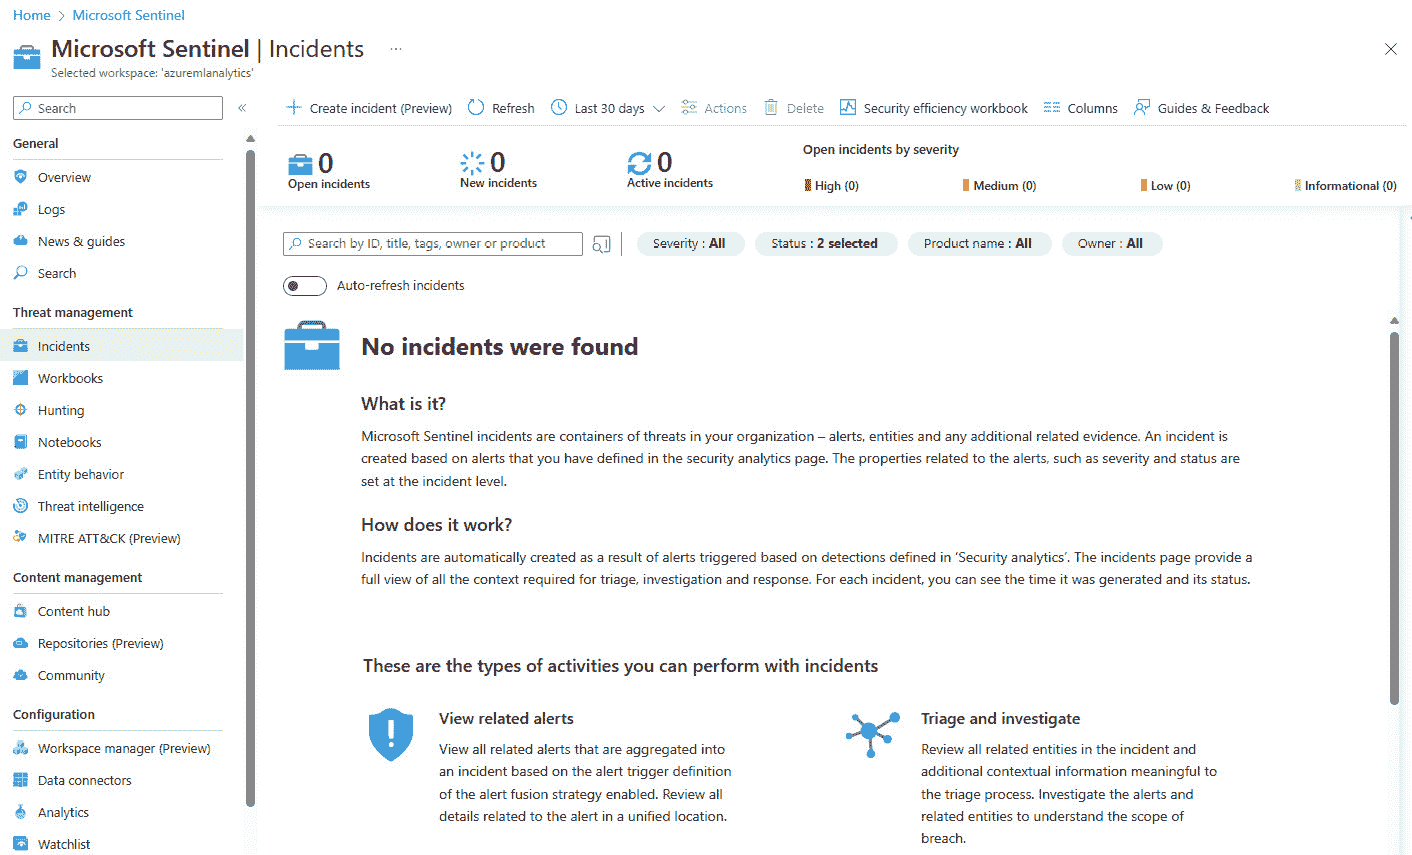 Home > Microsoft Sentinel
Microsoft Sentinel | Incidents ...
Selected workspace: 'azuremlanalytics'
Search
«
General
Overview
Logs
News & guides
Search
Threat management
Incidents
Workbooks
Hunting
Notebooks
Entity behavior
Threat intelligence
MITRE ATT&CK (Preview)
Content management
Content hub
Repositories (Preview)
Community
Configuration
Workspace manager (Preview)
Data connectors
Analytics
Watchlist
Create incident (Preview) Refresh Last 30 days Actions Delete Security efficiency workbook Columns Guides & Feedback
0
Open incidents
0
New incidents
0
Active incidents
Open incidents by severity
High (0) Medium (0) Low (0) Informational (0)
Search by ID, title, tags, owner or product
Severity : All Status : 2 selected Product name : All Owner : All
Auto-refresh incidents
No incidents were found
What is it?
Microsoft Sentinel incidents are containers of threats in your organization – alerts, entities and any additional related evidence. An incident is
created based on alerts that you have defined in the security analytics page. The properties related to the alerts, such as severity and status are
set at the incident level.
How does it work?
Incidents are automatically created as a result of alerts triggered based on detections defined in ‘Security analytics’. The incidents page provide a
full view of all the context required for triage, investigation and response. For each incident, you can see the time it was generated and its status.
These are the types of activities you can perform with incidents
View related alerts
View all related alerts that are aggregated into
an incident based on the alert trigger definition
of the alert fusion strategy enabled. Review all
details related to the alert in a unified location.
Triage and investigate
Review all related entities in the incident and
additional contextual information meaningful to
the triage process. Investigate the alerts and
related entities to understand the scope of
breach.